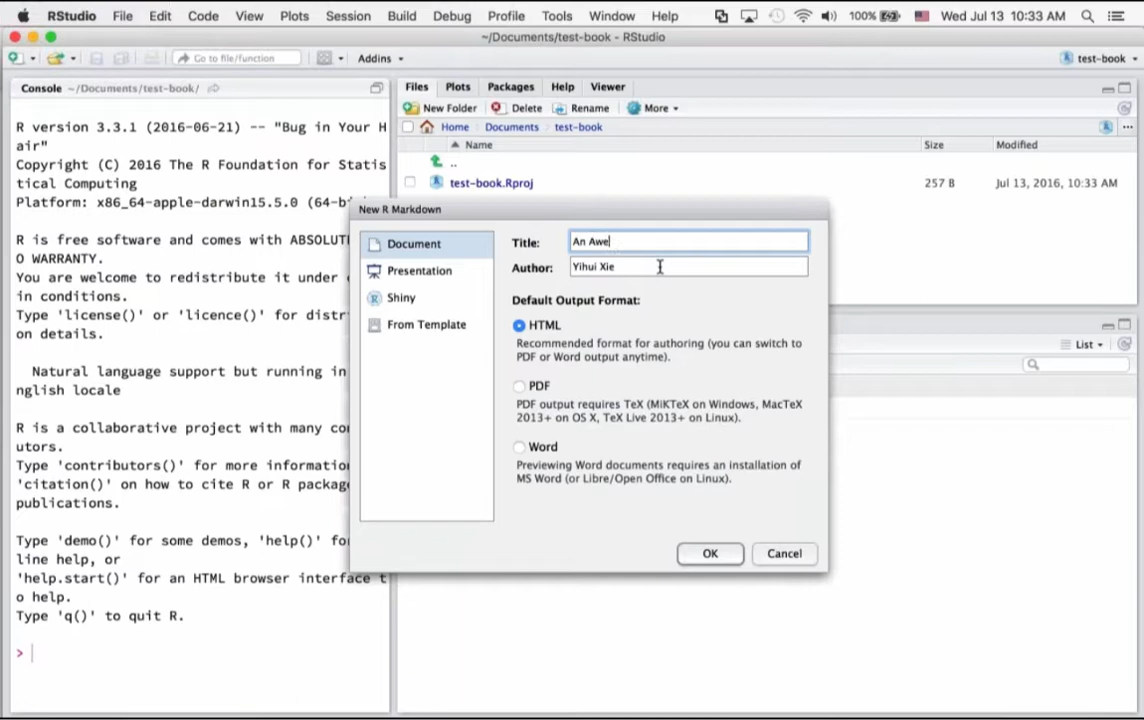 RStudio File Edit Code View Plots Session Build Debug Profile Tools Window Help 100% Wed Jul 13 10:33 AM
~/Documents/test-book - RStudio
Go to file/function Addins test-book
Console ~/Documents/test-book/
R version 3.3.1 (2016-06-21) -- "Bug in Your H
air"
Copyright (C) 2016 The R Foundation for Statis
tical Computing
Platform: x86_64-apple-darwin15.5.0 (64-b
R is free software and comes with ABSOLUT
O WARRANTY.
You are welcome to redistribute it under
in conditions.
Type 'license()' or 'licence()' for distr
on details.
Natural language support but running in
nglish locale
R is a collaborative project with many co
utors.
Type 'contributors()' for more informatio
'citation()' on how to cite R or R packag
publications.
Type 'demo()' for some demos, 'help()' fo
line help, or
'help.start()' for an HTML browser interface t
o help.
Type 'q()' to quit R.
>
Files Plots Packages Help Viewer
New Folder Delete Rename More
Home Documents test-book
Name Size Modified
..
test-book.Rproj 257 B Jul 13, 2016, 10:33 AM
List
New R Markdown
Document
Presentation
Shiny
From Template
Title: An Awe
Author: Yihui Xie
Default Output Format:
HTML
Recommended format for authoring (you can switch to
PDF or Word output anytime).
PDF
PDF output requires TeX (MiKTeX on Windows, MacTeX
2013+ on OS X, TeX Live 2013+ on Linux).
Word
Previewing Word documents requires an installation of
MS Word (or Libre/Open Office on Linux).
OK Cancel